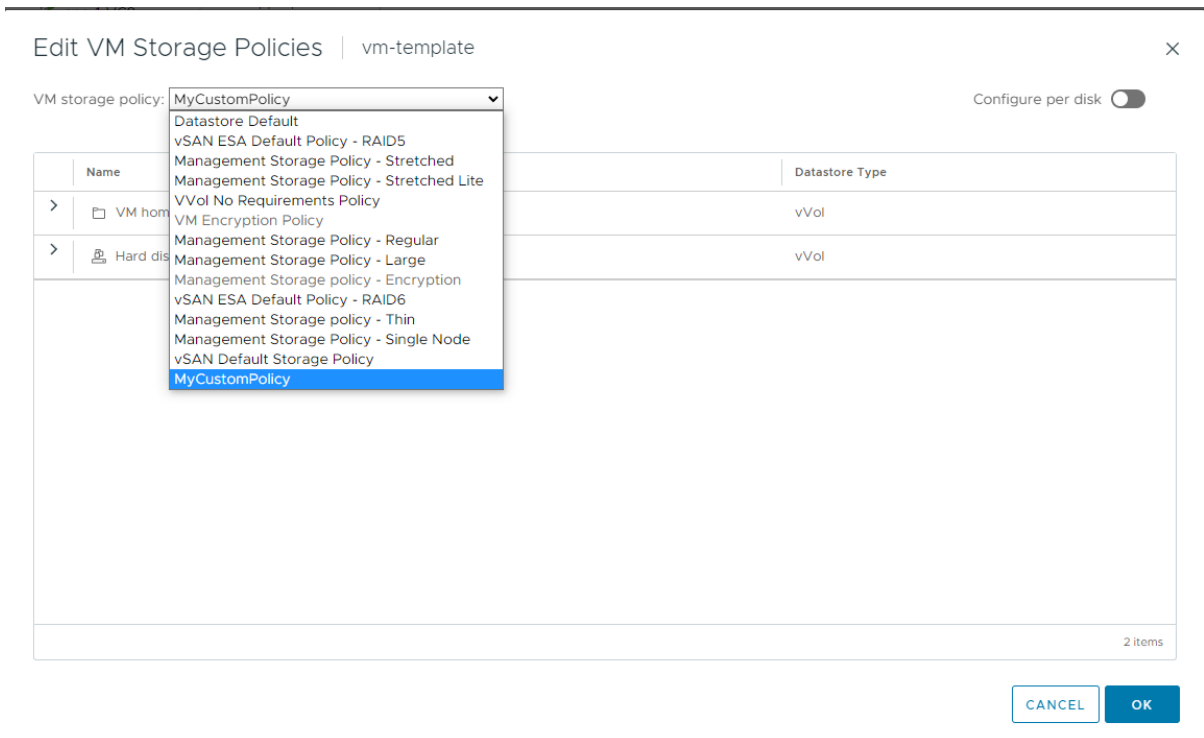 Edit VM Storage Policies | vm-template
VM storage policy: MyCustomPolicy
Configure per disk
Datastore Default
vSAN ESA Default Policy - RAID5
Management Storage Policy - Stretched
Management Storage Policy - Stretched Lite
VVol No Requirements Policy
VM Encryption Policy
Management Storage Policy - Regular
Management Storage Policy - Large
Management Storage policy - Encryption
vSAN ESA Default Policy - RAID6
Management Storage policy - Thin
Management Storage Policy - Single Node
vSAN Default Storage Policy
MyCustomPolicy
Name
Datastore Type
VM hom
vVol
Hard dis
vVol
2 items
CANCEL
OK